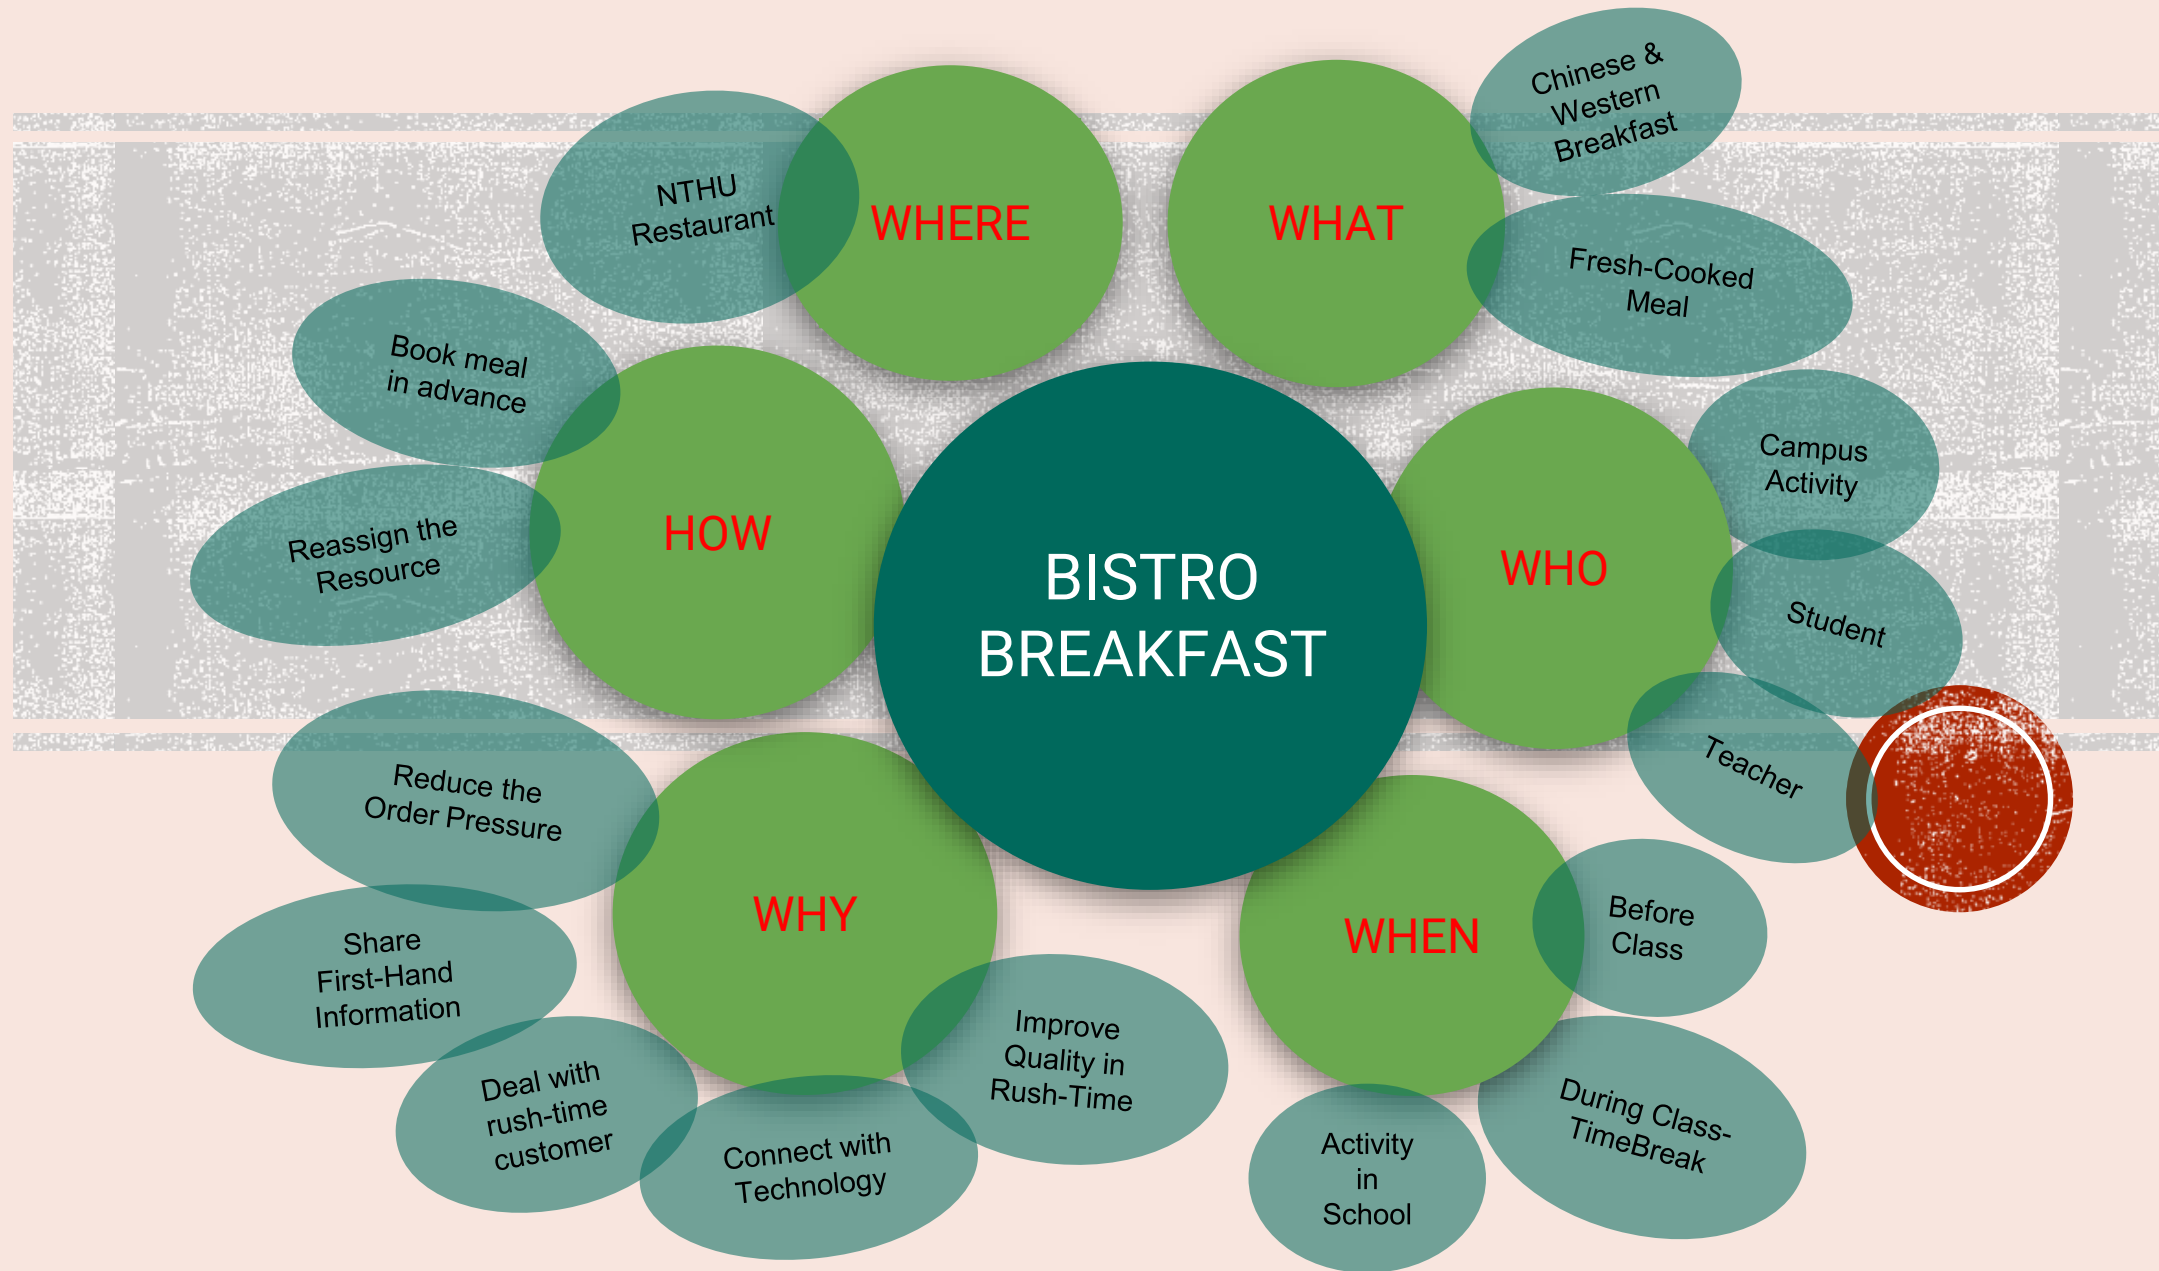 BISTRO
BREAKFAST
WHERE
NTHU
Restaurant
WHAT
Chinese &
Western
Breakfast
Fresh-Cooked
Meal
WHO
Campus
Activity
Student
Teacher
WHEN
Before
Class
During Class-
TimeBreak
Activity
in
School
WHY
Improve
Quality in
Rush-Time
Connect with
Technology
Deal with
rush-time
customer
Share
First-Hand
Information
Reduce the
Order Pressure
HOW
Reassign the
Resource
Book meal
in advance